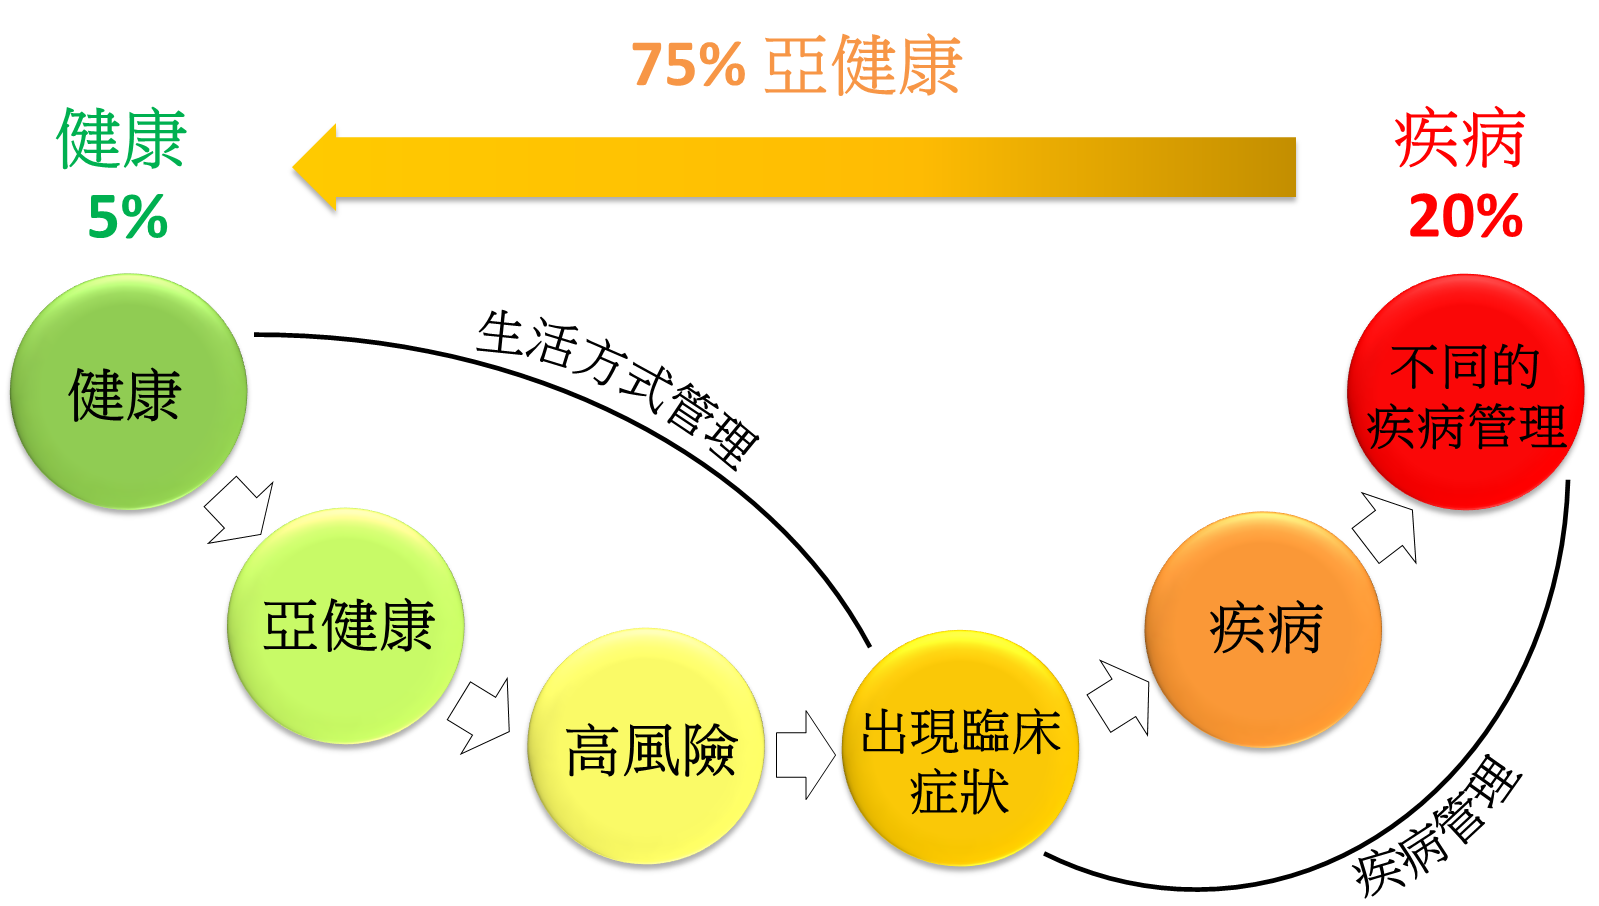 75% 亞健康
健康
5%
疾病
20%
生活方式管理
健康
亞健康
高風險
出現臨床
症狀
疾病
不同的
疾病管理
疾病管理